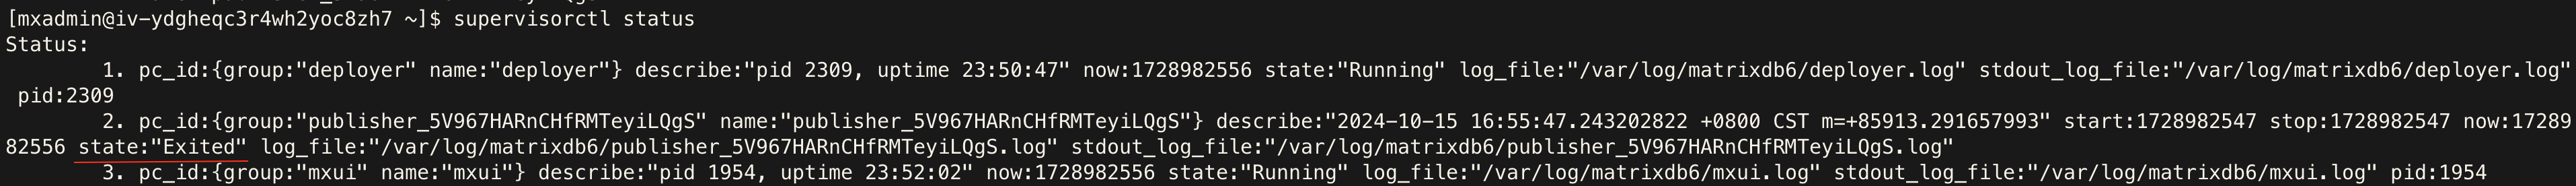 [mxadmin@iv-ydgheqc3r4wh2yoc8zh7 ~]$ supervisorctl status
Status:
1. pc_id:{group:"deployer" name:"deployer"} describe:"pid 2309, uptime 23:50:47" now:1728982556 state:"Running" log_file:"/var/log/matrixdb6/deployer.log" stdout_log_file:"/var/log/matrixdb6/deployer.log"
pid:2309
2. pc_id:{group:"publisher_5V967HARnCHfRMTeyiLQgS" name:"publisher_5V967HARnCHfRMTeyiLQgS"} describe:"2024-10-15 16:55:47.243202822 +0800 CST m=+85913.291657993" start:1728982547 stop:1728982547 now:17289
82556 state:"Exited" log_file:"/var/log/matrixdb6/publisher_5V967HARnCHfRMTeyiLQgS.log" stdout_log_file:"/var/log/matrixdb6/publisher_5V967HARnCHfRMTeyiLQgS.log"
3. pc_id:{group:"mxui" name:"mxui"} describe:"pid 1954, uptime 23:52:02" now:1728982556 state:"Running" log_file:"/var/log/matrixdb6/mxui.log" stdout_log_file:"/var/log/matrixdb6/mxui.log" pid:1954